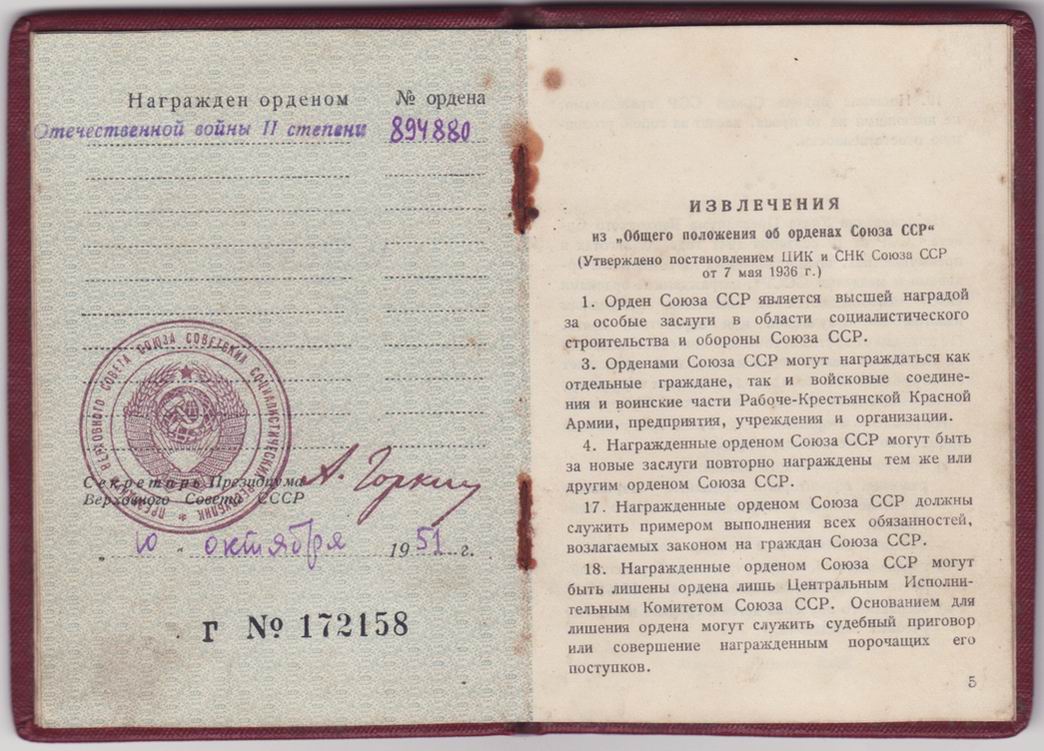 Награжден орденом № ордена
Отечественной войны II степени 894880
ПРЕЗИДИУМ ВЕРХОВНОГО СОВЕТА СОЮЗА СОВЕТСКИХ СОЦИАЛИСТИЧЕСКИХ РЕСПУБЛИК
Секретарь Президиума А. Горкин
Верховного Совета СССР
„10" октября 1951 г.
Г № 172158
ИЗВЛЕЧЕНИЯ
из „Общего положения об орденах Союза ССР“
(Утверждено постановлением ЦИК и СНК Союза ССР
от 7 мая 1936 г.)
1. Орден Союза ССР является высшей наградой
за особые заслуги в области социалистического
строительства и обороны Союза ССР.
3. Орденами Союза ССР могут награждаться как
отдельные граждане, так и войсковые соедине-
ния и воинские части Рабоче-Крестьянской Красной
Армии, предприятия, учреждения и организации.
4. Награжденные орденом Союза ССР могут быть
за новые заслуги повторно награждены тем же или
другим орденом Союза ССР.
17. Награжденные орденом Союза ССР должны
служить примером выполнения всех обязанностей,
возлагаемых законом на граждан Союза ССР.
18. Награжденные орденом Союза ССР могут
быть лишены ордена лишь Центральным Исполни-
тельным Комитетом Союза ССР. Основанием для
лишения ордена могут служить судебный приговор
или совершение награжденным порочащих его
поступков.
5